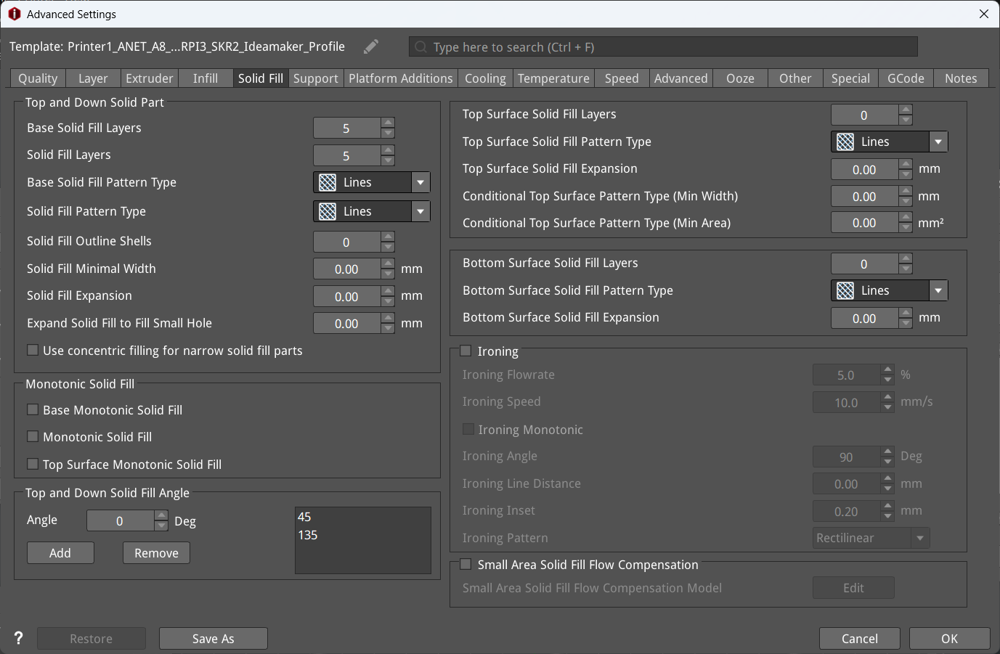 Advanced Settings
Template: Printer1_ANET_A8_...RPI3_SKR2_Ideamaker_Profile
Type here to search (Ctrl + F)
Quality Layer Extruder Infill Solid Fill Support Platform Additions Cooling Temperature Speed Advanced Ooze Other Special GCode Notes
Top and Down Solid Part
Base Solid Fill Layers 5
Solid Fill Layers 5
Base Solid Fill Pattern Type Lines
Solid Fill Pattern Type Lines
Solid Fill Outline Shells 0
Solid Fill Minimal Width 0.00 mm
Solid Fill Expansion 0.00 mm
Expand Solid Fill to Fill Small Hole 0.00 mm
Use concentric filling for narrow solid fill parts
Monotonic Solid Fill
Base Monotonic Solid Fill
Monotonic Solid Fill
Top Surface Monotonic Solid Fill
Top and Down Solid Fill Angle
Angle 0 Deg
Add Remove
45
135
Top Surface Solid Fill Layers 0
Top Surface Solid Fill Pattern Type Lines
Top Surface Solid Fill Expansion 0.00 mm
Conditional Top Surface Pattern Type (Min Width) 0.00 mm
Conditional Top Surface Pattern Type (Min Area) 0.00 mm²
Bottom Surface Solid Fill Layers 0
Bottom Surface Solid Fill Pattern Type Lines
Bottom Surface Solid Fill Expansion 0.00 mm
Ironing
Ironing Flowrate 5.0 %
Ironing Speed 10.0 mm/s
Ironing Monotonic
Ironing Angle 90 Deg
Ironing Line Distance 0.00 mm
Ironing Inset 0.20 mm
Ironing Pattern Rectilinear
Small Area Solid Fill Flow Compensation
Small Area Solid Fill Flow Compensation Model Edit
? Restore Save As Cancel OK